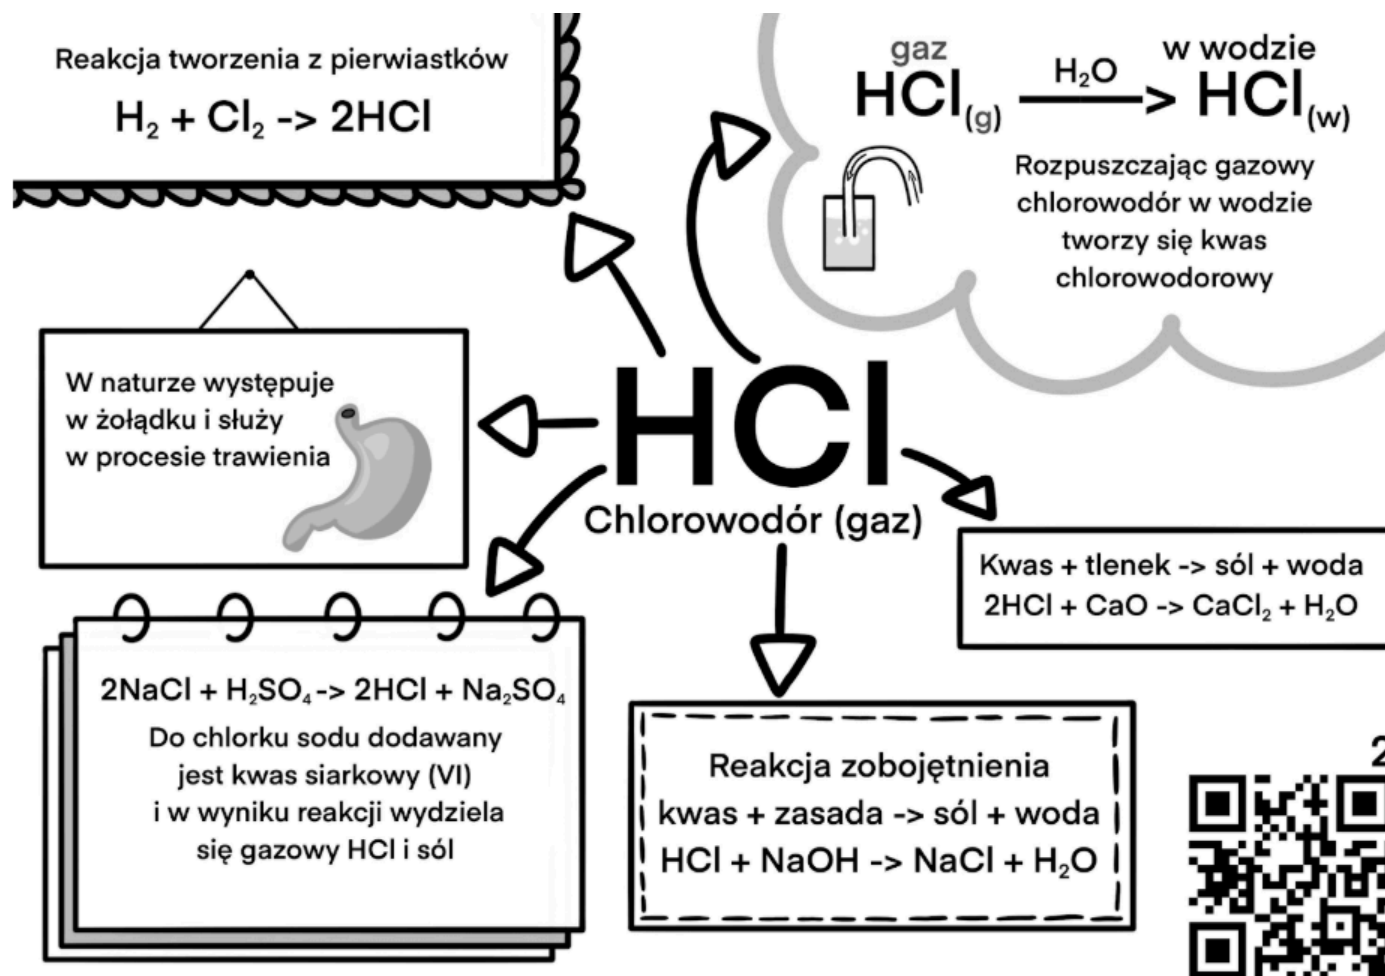 Reakcja tworzenia z pierwiastków
H₂ + Cl₂ -> 2HCl
gaz
w wodzie
HCl(g)
H₂O
HCl(w)
Rozpuszczając gazowy
chlorowodór w wodzie
tworzy się kwas
chlorowodorowy
W naturze występuje
w żołądku i służy
w procesie trawienia
HCl
Chlorowodór (gaz)
Kwas + tlenek -> sól + woda
2HCl + CaO -> CaCl₂ + H₂O
2NaCl + H₂SO₄ -> 2HCl + Na₂SO₄
Do chlorku sodu dodawany
jest kwas siarkowy (VI)
i w wyniku reakcji wydziela
się gazowy HCl i sól
Reakcja zobojętnienia
kwas + zasada -> sól + woda
HCl + NaOH -> NaCl + H₂O
2